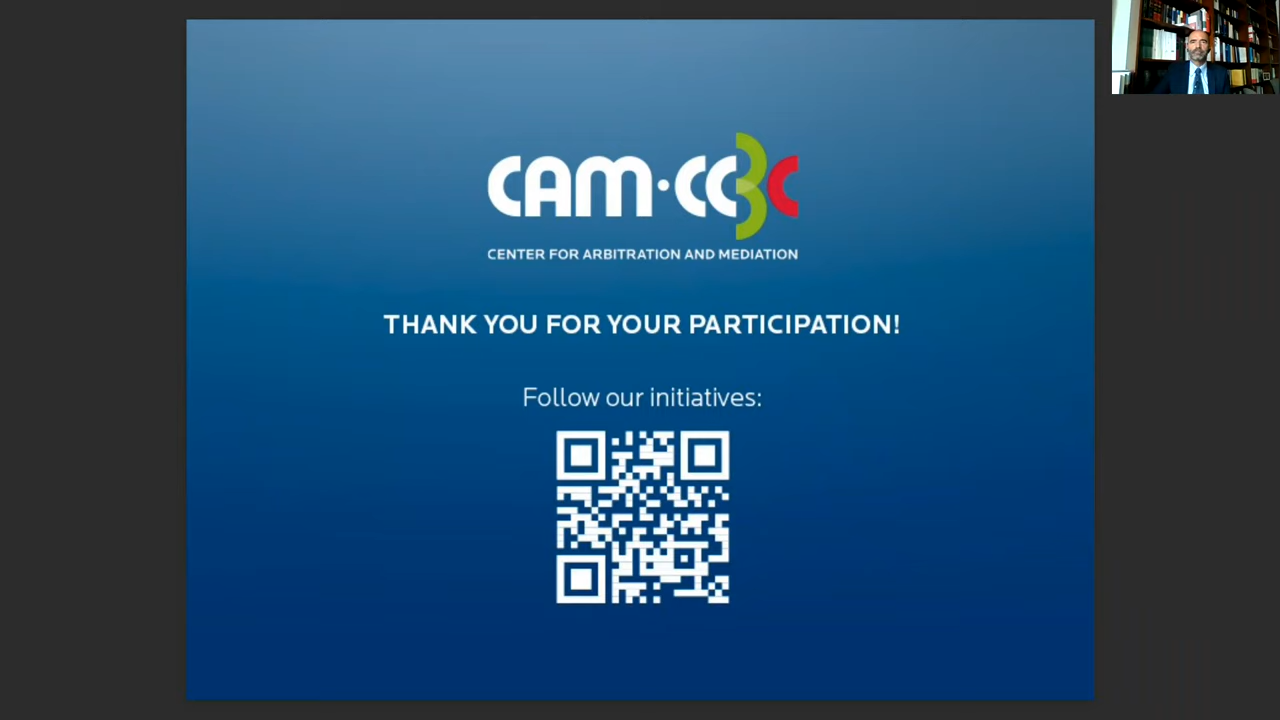 CAM·CCBC
CENTER FOR ARBITRATION AND MEDIATION
THANK YOU FOR YOUR PARTICIPATION!
Follow our initiatives: